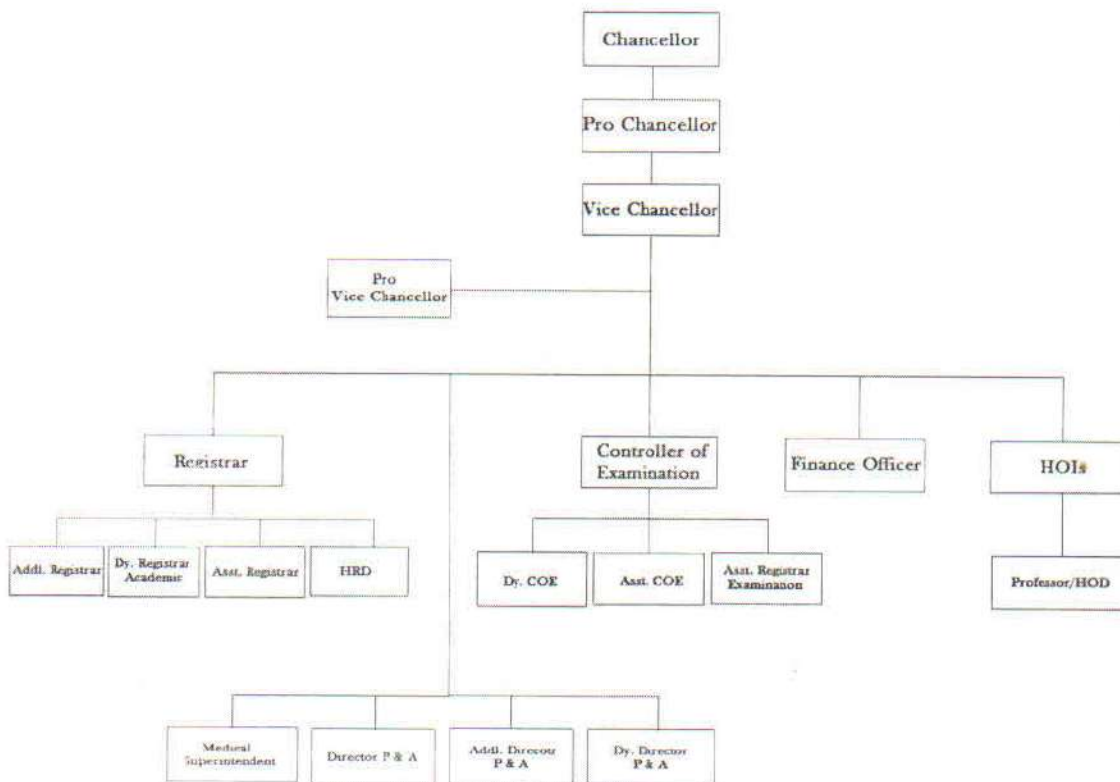 Chancellor
Pro Chancellor
Vice Chancellor
Pro
Vice Chancellor
Registrar
Controller of
Examination
Finance Officer
HOIs
Addl. Registrar
Dy. Registrar
Academic
Asst. Registrar
HRD
Dy. COE
Asst. COE
Asst. Registrar
Examination
Professor/HOD
Medical
Superintendent
Director P & A
Addl. Direcotr
P & A
Dy. Director
P & A